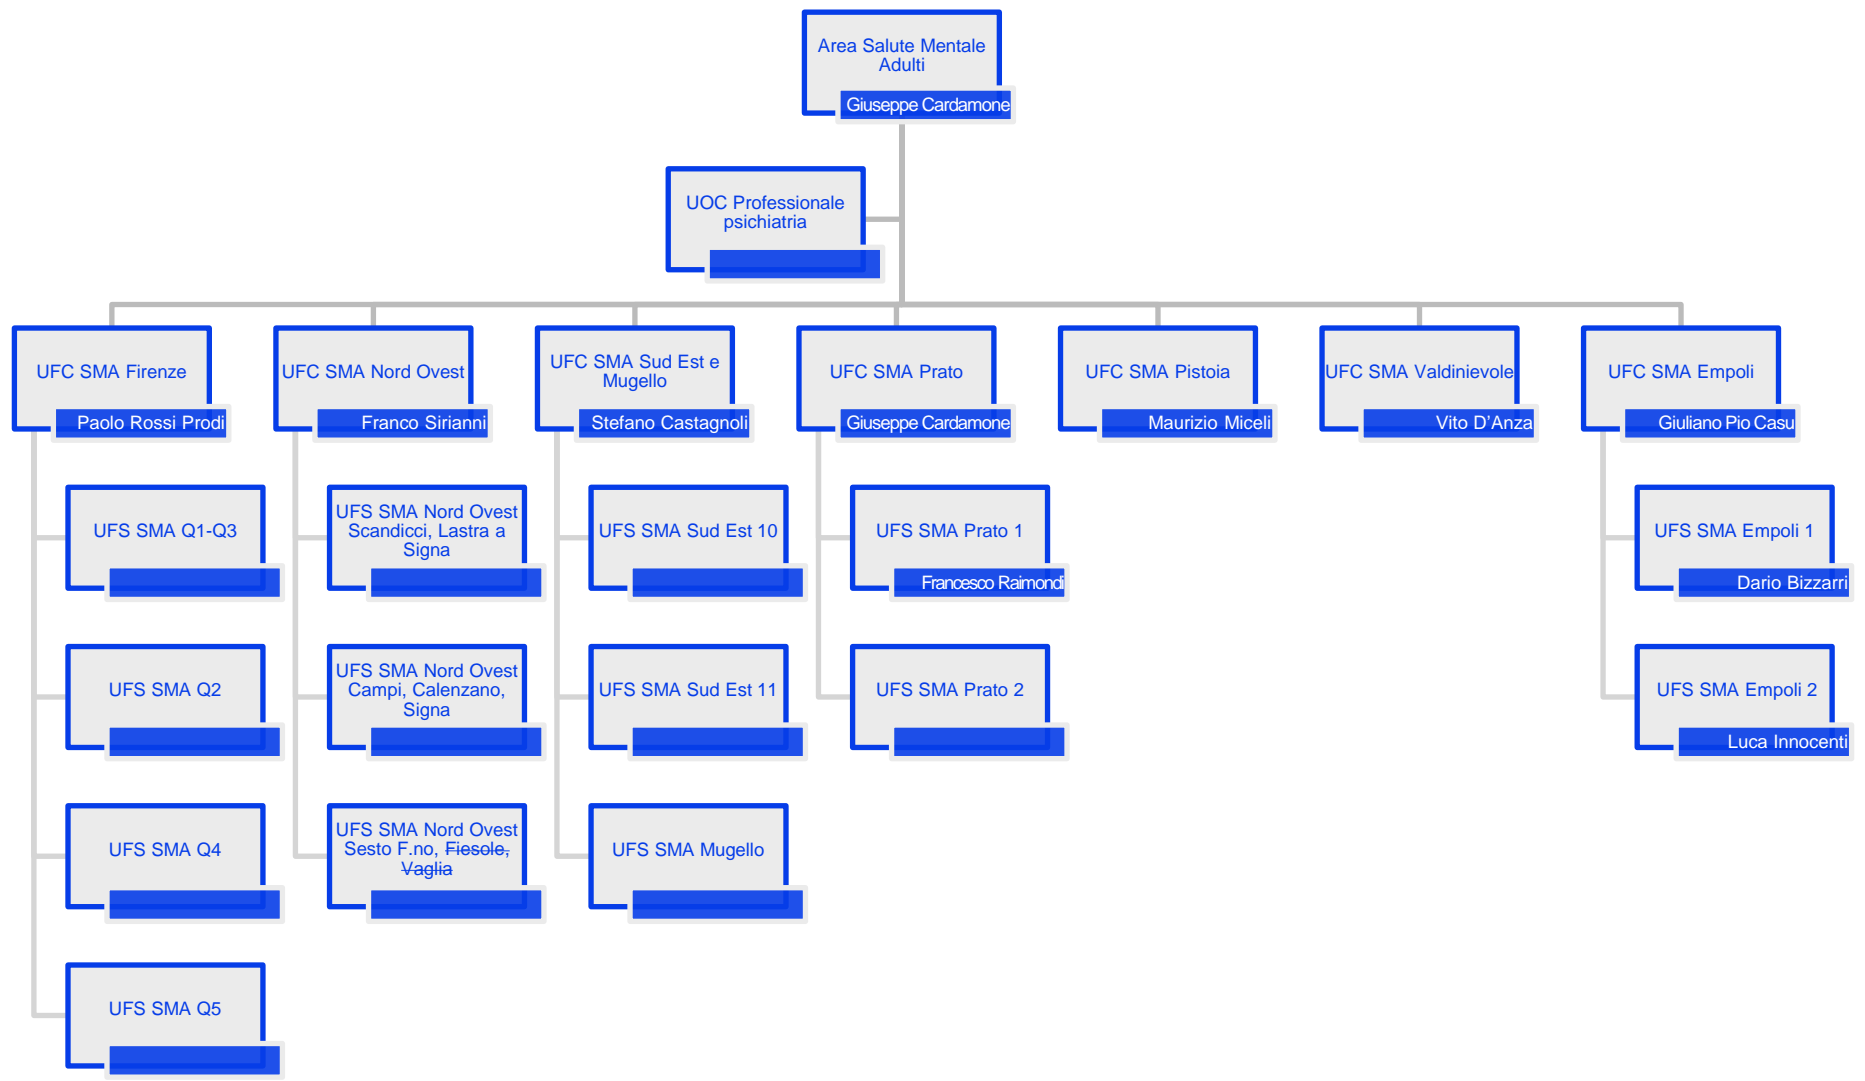 Area Salute Mentale
Adulti
Giuseppe Cardamone
UOC Professionale
psichiatria
UFC SMA Firenze
Paolo Rossi Prodi
UFC SMA Nord Ovest
Franco Sirianni
UFC SMA Sud Est e
Mugello
Stefano Castagnoli
UFC SMA Prato
Giuseppe Cardamone
UFC SMA Pistoia
Maurizio Miceli
UFC SMA Valdinievole
Vito D’Anza
UFC SMA Empoli
Giuliano Pio Casu
UFS SMA Q1-Q3
UFS SMA Nord Ovest
Scandicci, Lastra a
Signa
UFS SMA Sud Est 10
UFS SMA Prato 1
Francesco Raimondi
UFS SMA Empoli 1
Dario Bizzarri
UFS SMA Q2
UFS SMA Nord Ovest
Campi, Calenzano,
Signa
UFS SMA Sud Est 11
UFS SMA Prato 2
UFS SMA Empoli 2
Luca Innocenti
UFS SMA Q4
UFS SMA Nord Ovest
Sesto F.no, Fiesole,
Vaglia
UFS SMA Mugello
UFS SMA Q5